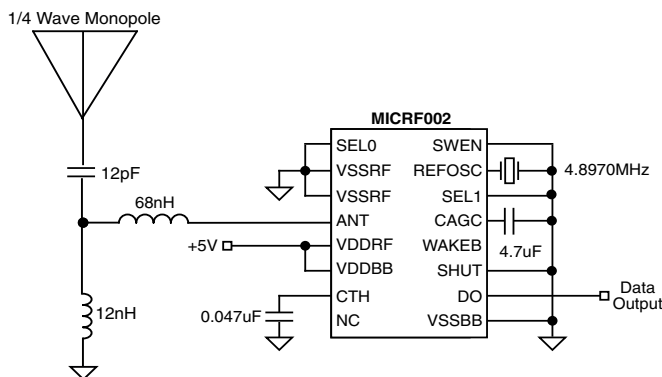 1/4 Wave Monopole
12pF
68nH
12nH
+5V
0.047uF
MICRF002
SEL0
VSSRF
VSSRF
ANT
VDDRF
VDDBB
CTH
NC
SWEN
REFOSC
SEL1
CAGC
WAKEB
SHUT
DO
VSSBB
4.8970MHz
4.7uF
Data
Output